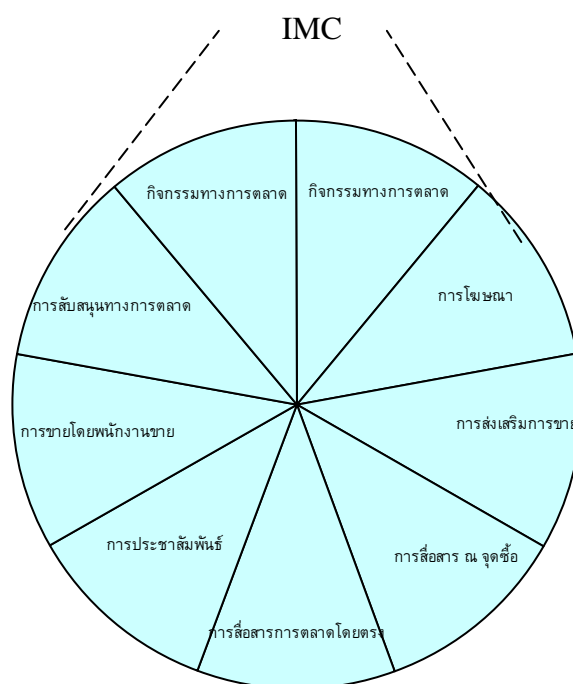 IMC
กิจกรรมทางการตลาด
กิจกรรมทางการตลาด
การโฆษณา
การส่งเสริมการขาย
การสื่อสาร ณ จุดซื้อ
การสื่อสารการตลาดโดยตรง
การประชาสัมพันธ์
การขายโดยพนักงานขาย
การสับสนุนทางการตลาด